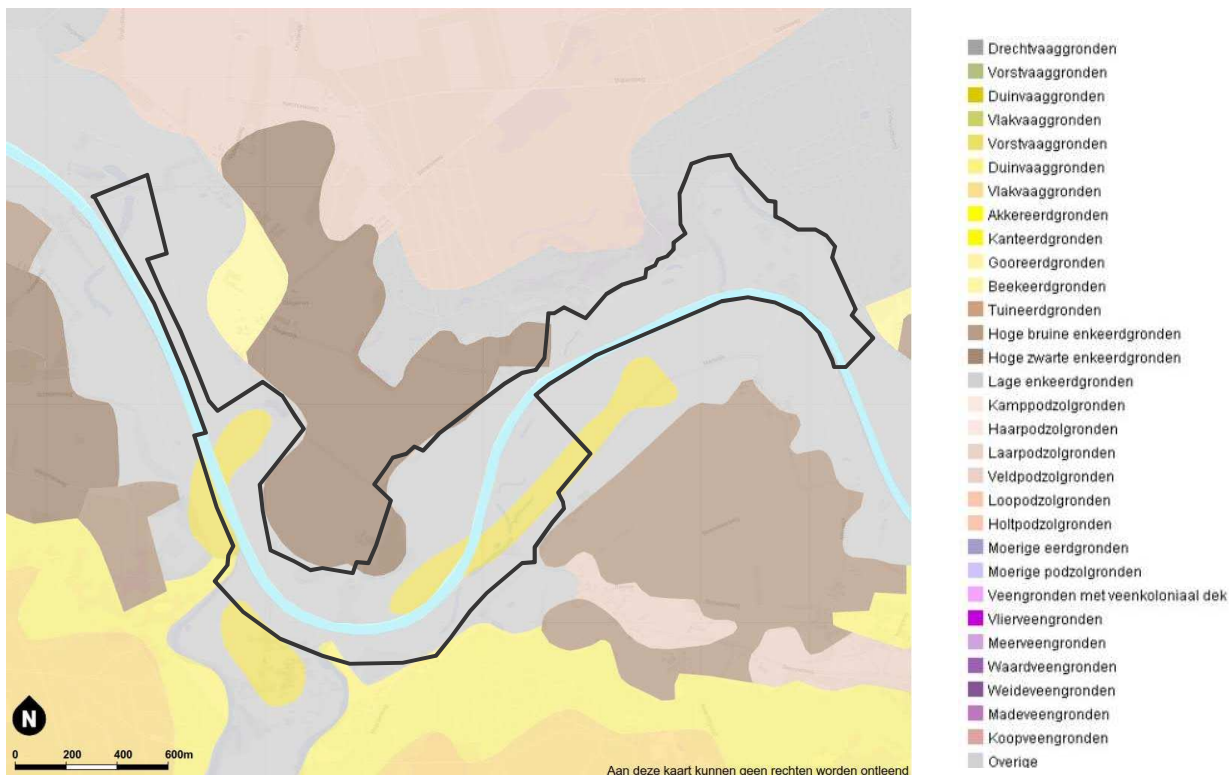 Drechtvaaggronden
Vorstvaaggronden
Duinvaaggronden
Vlakvaaggronden
Vorstvaaggronden
Duinvaaggronden
Vlakvaaggronden
Akkereerdgronden
Kanteerdgronden
Gooreerdgronden
Beekeerdgronden
Tuineerdgronden
Hoge bruine enkeerdgronden
Hoge zwarte enkeerdgronden
Lage enkeerdgronden
Kamppodzolgronden
Haarpodzolgronden
Laarpodzolgronden
Veldpodzolgronden
Loopodzolgronden
Holtpodzolgronden
Moerige eerdgronden
Moerige podzolgronden
Veengronden met veenkoloniaal dek
Vlierveengronden
Meerveengronden
Waardveengronden
Weideveengronden
Madeveengronden
Koopveengronden
Overige
N
0 200 400 600m
Aan deze kaart kunnen geen rechten worden ontleend